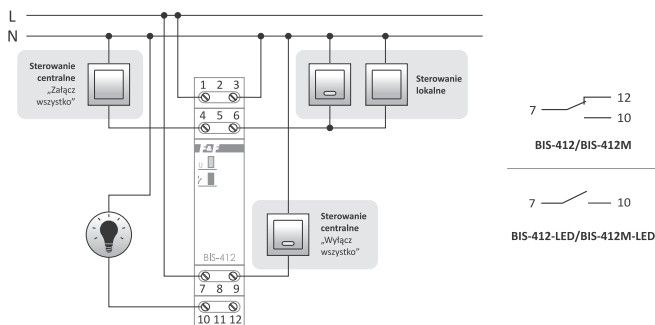 L
N
Sterowanie
centralne
„Załącz
wszystko”
1 2 3
4 5 6
F&F
U
BIS-412
7 8 9
10 11 12
Sterowanie
lokalne
Sterowanie
centralne
„Wyłącz
wszystko”
7 12
10
BIS-412/BIS-412M
7 10
BIS-412-LED/BIS-412M-LED